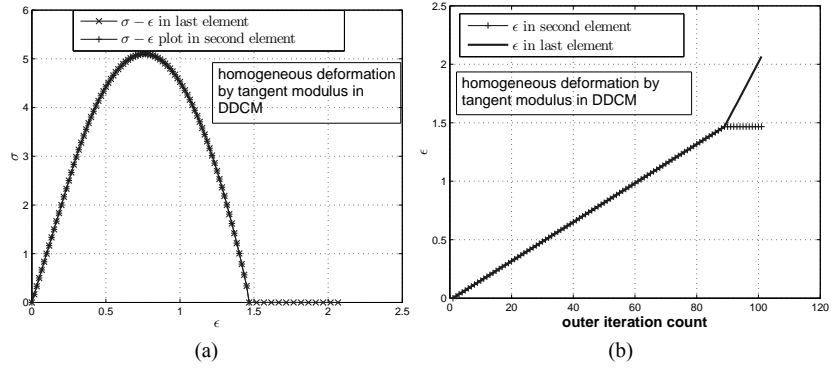 6
5
4
3
2
1
0
σ
0
0.5
1
1.5
2
2.5
ϵ
σ − ϵ in last element
σ − ϵ plot in second element
homogeneous deformation
by tangent modulus in
DDCM
(a)
2.5
2
1.5
1
0.5
0
ϵ
0
20
40
60
80
100
120
outer iteration count
ϵ in second element
ϵ in last element
homogeneous deformation
by tangent modulus in DDCM
(b)